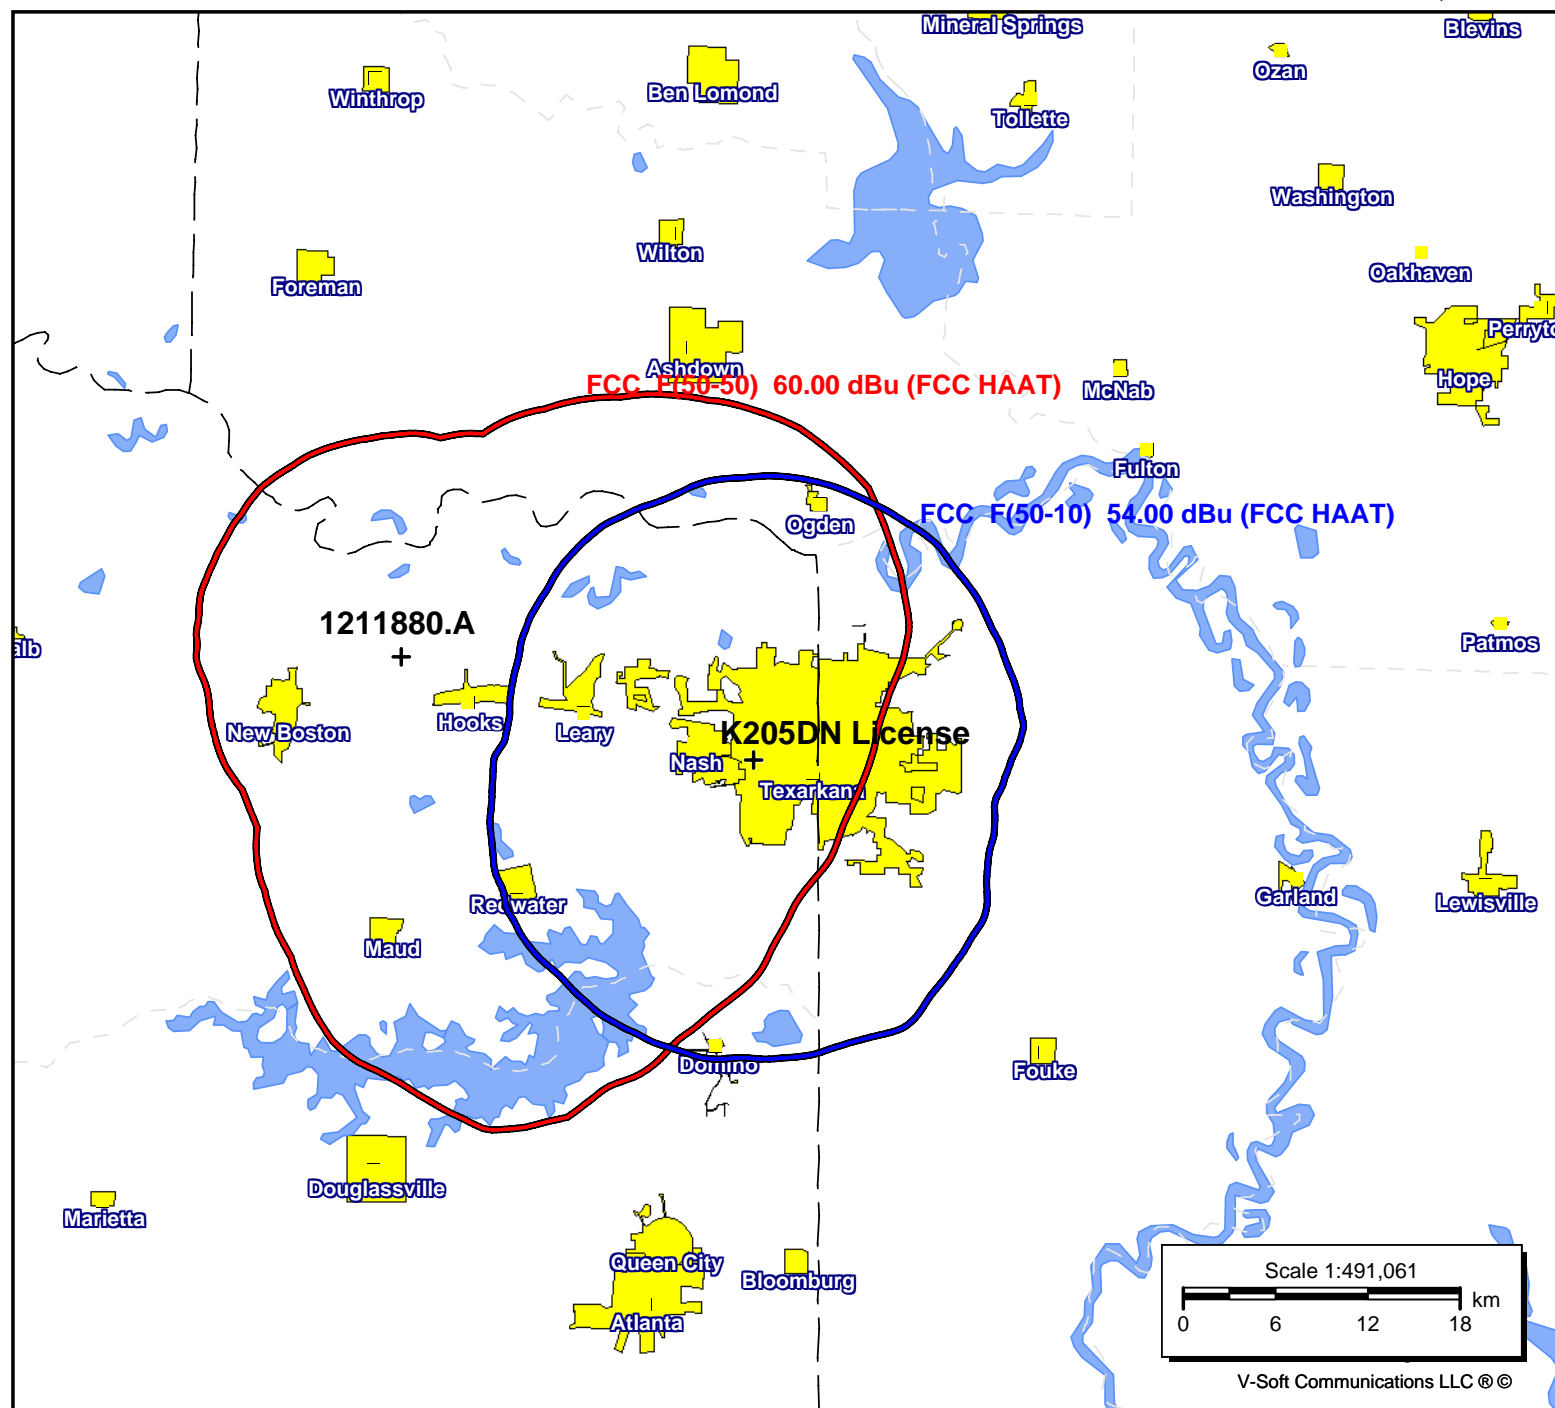 Mineral Springs
Blevins
Ozan
Winthrop
Ben Lomond
Tollette
Washington
Wilton
Oakhaven
Foreman
Perryto
Ashdown
Hope
FCC F(50-50) 60.00 dBu (FCC HAAT)
McNab
Fulton
Ogden
FCC F(50-10) 54.00 dBu (FCC HAAT)
1211880.A
alb
Patmos
New Boston
Hooks
Leary
K205DN License
Nash
Texarkana
Redwater
Garland
Lewisville
Maud
Domino
Fouke
Douglassville
Marietta
Queen City
Bloomburg
Atlanta
Scale 1:491,061
km
0 6 12 18
V-Soft Communications LLC ® ©